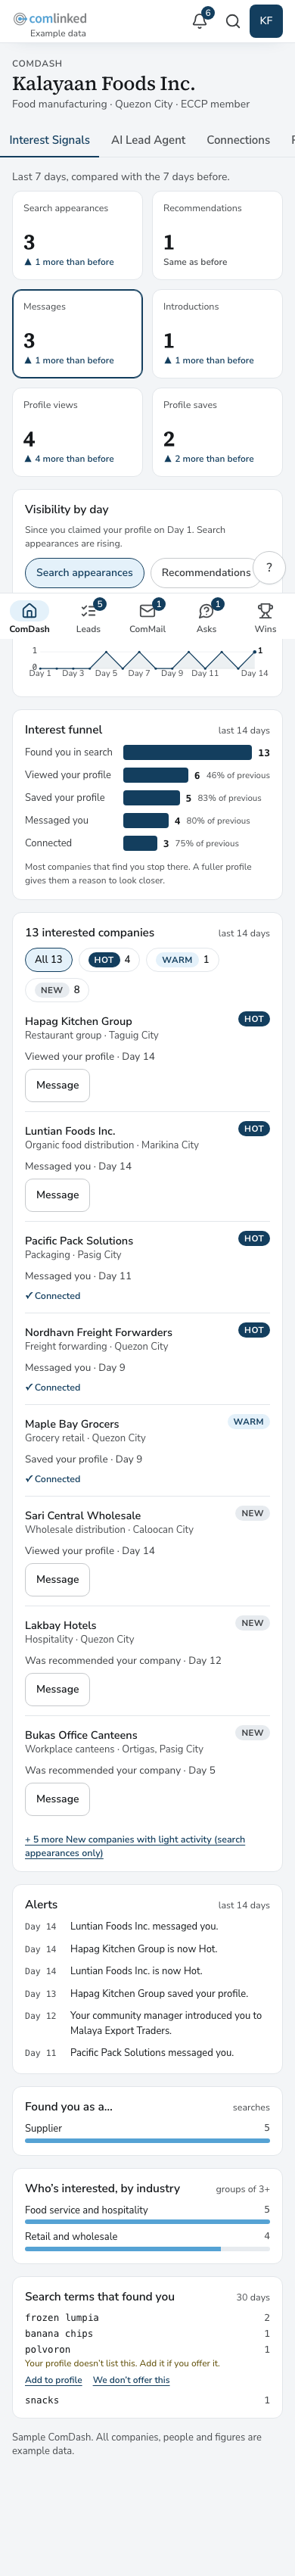 comlinked
Example data
6
KF
COMDASH
Kalayaan Foods Inc.
Food manufacturing · Quezon City · ECCP member
Interest Signals
AI Lead Agent
Connections
Last 7 days, compared with the 7 days before.
Search appearances
Recommendations
3
1
▲ 1 more than before
Same as before
Messages
Introductions
3
1
▲ 1 more than before
▲ 1 more than before
Profile views
Profile saves
4
2
▲ 4 more than before
▲ 2 more than before
Visibility by day
Since you claimed your profile on Day 1. Search
appearances are rising.
Search appearances
Recommendations
?
5
1
1
ComDash
Leads
ComMail
Asks
Wins
1
1
0
Day 1 Day 3 Day 5 Day 7 Day 9 Day 11 Day 14
Interest funnel
last 14 days
Found you in search 13
Viewed your profile 6 46% of previous
Saved your profile 5 83% of previous
Messaged you 4 80% of previous
Connected 3 75% of previous
Most companies that find you stop there. A fuller profile
gives them a reason to look closer.
13 interested companies
last 14 days
All 13
HOT 4
WARM 1
NEW 8
Hapag Kitchen Group
HOT
Restaurant group · Taguig City
Viewed your profile · Day 14
Message
Luntian Foods Inc.
HOT
Organic food distribution · Marikina City
Messaged you · Day 14
Message
Pacific Pack Solutions
HOT
Packaging · Pasig City
Messaged you · Day 11
✓ Connected
Nordhavn Freight Forwarders
HOT
Freight forwarding · Quezon City
Messaged you · Day 9
✓ Connected
Maple Bay Grocers
WARM
Grocery retail · Quezon City
Saved your profile · Day 9
✓ Connected
Sari Central Wholesale
NEW
Wholesale distribution · Caloocan City
Viewed your profile · Day 14
Message
Lakbay Hotels
NEW
Hospitality · Quezon City
Was recommended your company · Day 12
Message
Bukas Office Canteens
NEW
Workplace canteens · Ortigas, Pasig City
Was recommended your company · Day 5
Message
+ 5 more New companies with light activity (search
appearances only)
Alerts
last 14 days
Day 14 Luntian Foods Inc. messaged you.
Day 14 Hapag Kitchen Group is now Hot.
Day 14 Luntian Foods Inc. is now Hot.
Day 13 Hapag Kitchen Group saved your profile.
Day 12 Your community manager introduced you to
Malaya Export Traders.
Day 11 Pacific Pack Solutions messaged you.
Found you as a...
searches
Supplier 5
Who's interested, by industry
groups of 3+
Food service and hospitality 5
Retail and wholesale 4
Search terms that found you
30 days
frozen lumpia 2
banana chips 1
polvoron 1
Your profile doesn't list this. Add it if you offer it.
Add to profile
We don't offer this
snacks 1
Sample ComDash. All companies, people and figures are
example data.